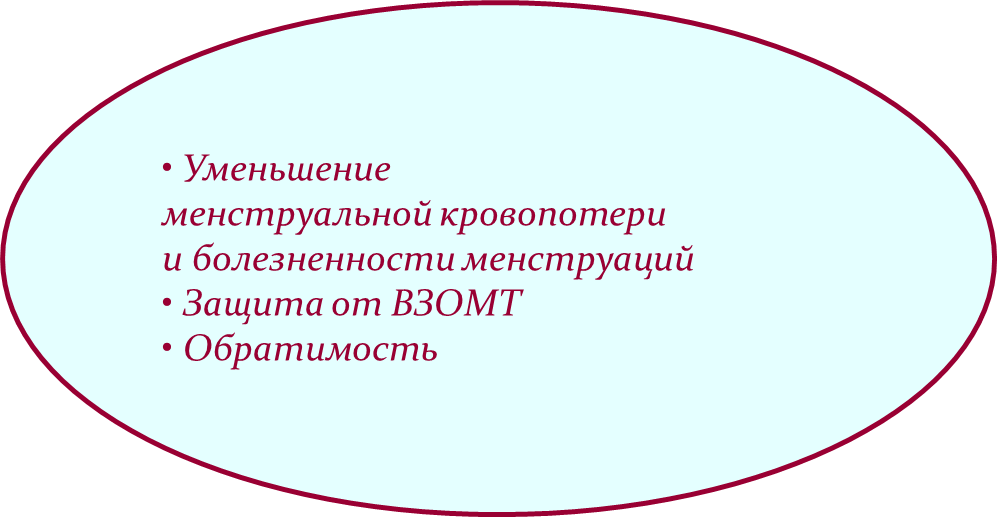 • Уменьшение
менструальной кровопотери
и болезненности менструаций
• Защита от ВЗОМТ
• Обратимость